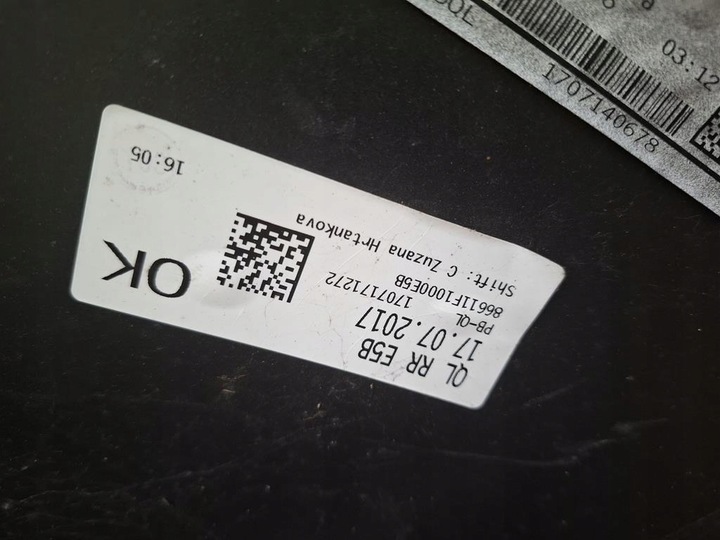 QL RR E5B
17.07.2017
PB-QL 1707171272
86611F1000E5B
Shift: C Zuzana Hrtankova
OK
16:05
QL
03:12
1707140678